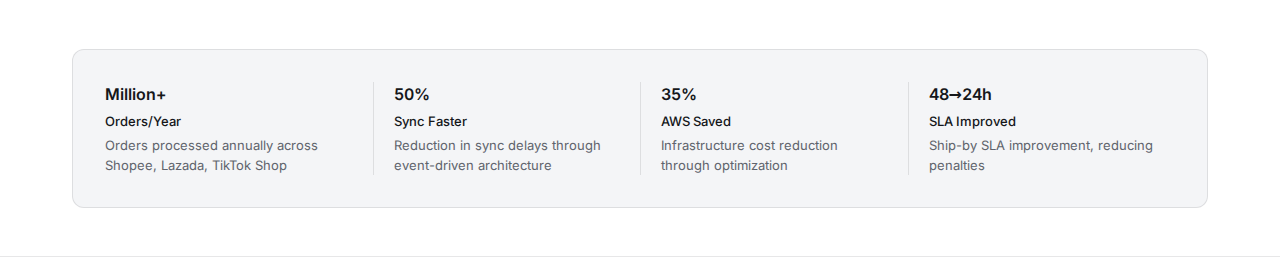 Million+
Orders/Year
Orders processed annually across
Shopee, Lazada, TikTok Shop
50%
Sync Faster
Reduction in sync delays through
event-driven architecture
35%
AWS Saved
Infrastructure cost reduction
through optimization
48→24h
SLA Improved
Ship-by SLA improvement, reducing
penalties